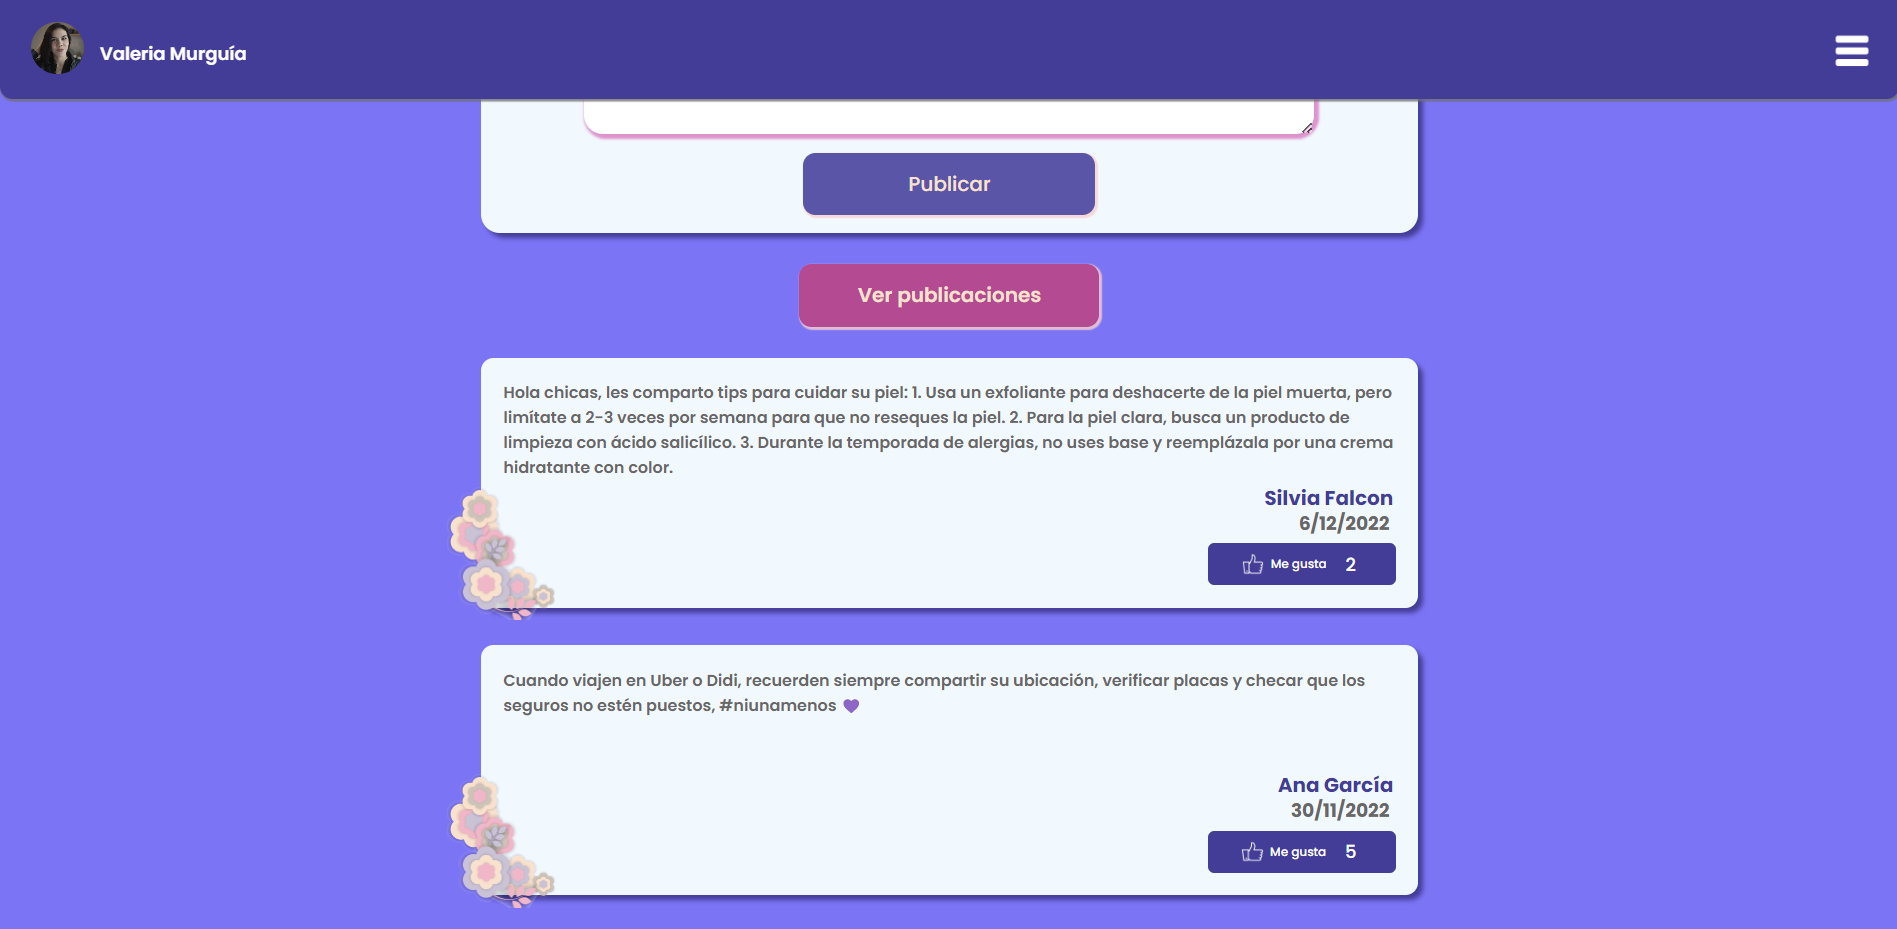 Valeria Murguía
Publicar
Ver publicaciones
Hola chicas, les comparto tips para cuidar su piel: 1. Usa un exfoliante para deshacerte de la piel muerta, pero
limítate a 2-3 veces por semana para que no reseques la piel. 2. Para la piel clara, busca un producto de
limpieza con ácido salicílico. 3. Durante la temporada de alergias, no uses base y reemplázala por una crema
hidratante con color.
Silvia Falcon
6/12/2022
Me gusta 2
Cuando viajen en Uber o Didi, recuerden siempre compartir su ubicación, verificar placas y checar que los
seguros no estén puestos, #niunamenos 💜
Ana García
30/11/2022
Me gusta 5